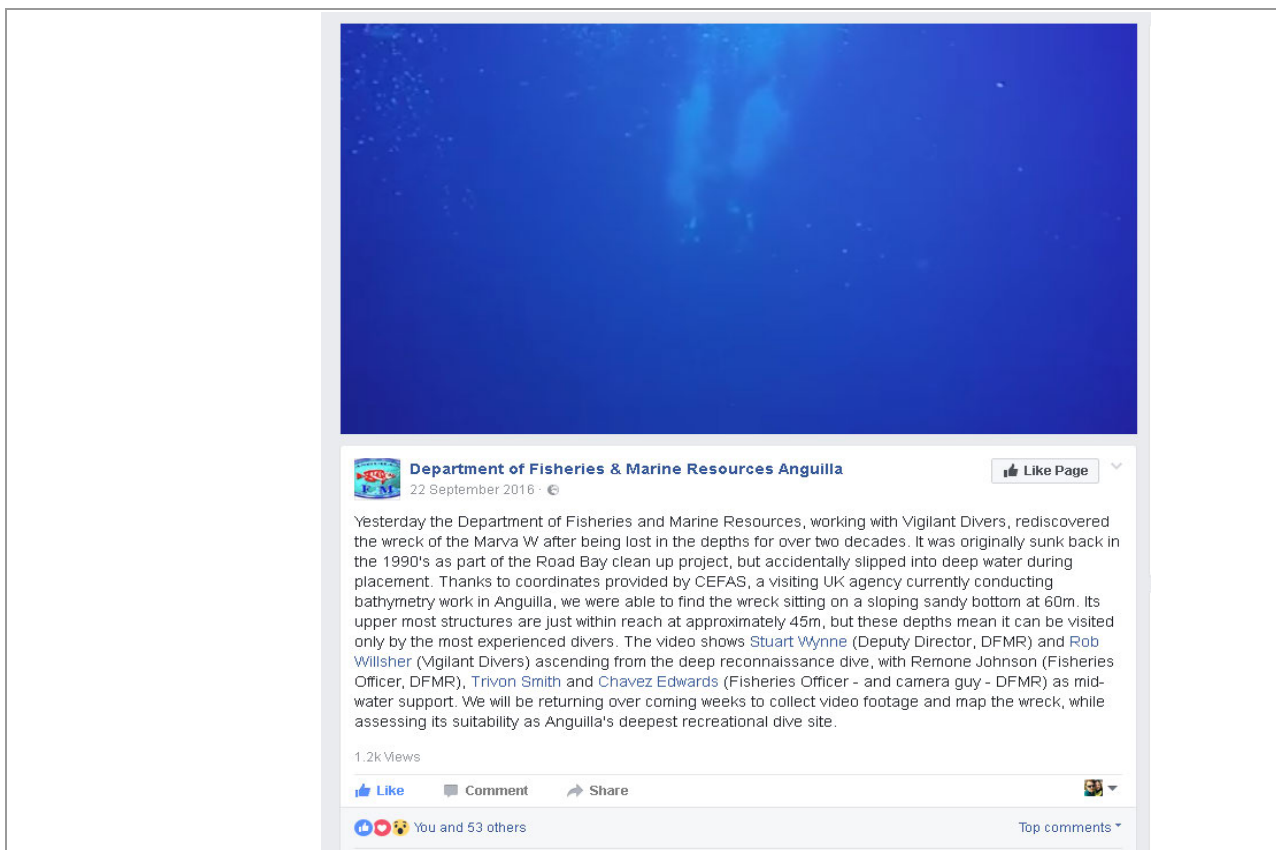 Department of Fisheries & Marine Resources Anguilla
Like Page
22 September 2016
Yesterday the Department of Fisheries and Marine Resources, working with Vigilant Divers, rediscovered
the wreck of the Marva W after being lost in the depths for over two decades. It was originally sunk back in
the 1990's as part of the Road Bay clean up project, but accidentally slipped into deep water during
placement. Thanks to coordinates provided by CEFAS, a visiting UK agency currently conducting
bathymetry work in Anguilla, we were able to find the wreck sitting on a sloping sandy bottom at 60m. Its
upper most structures are just within reach at approximately 45m, but these depths mean it can be visited
only by the most experienced divers. The video shows Stuart Wynne (Deputy Director, DFMR) and Rob
Willsher (Vigilant Divers) ascending from the deep reconnaissance dive, with Remone Johnson (Fisheries
Officer, DFMR), Trivon Smith and Chavez Edwards (Fisheries Officer - and camera guy - DFMR) as mid-
water support. We will be returning over coming weeks to collect video footage and map the wreck, while
assessing its suitability as Anguilla's deepest recreational dive site.
1.2k Views
Like Comment Share
You and 53 others
Top comments